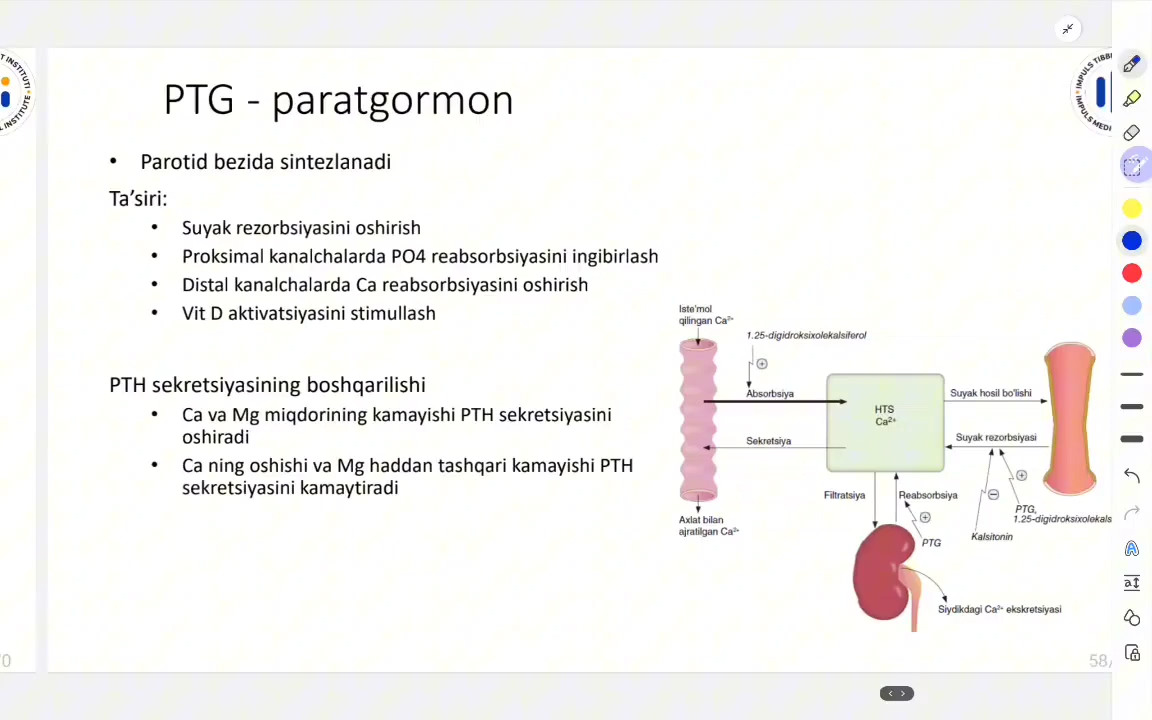 PTG - paratgormon
• Parotid bezida sintezlanadi
Ta’siri:
• Suyak rezorbsiyasini oshirish
• Proksimal kanalchalarda PO4 reabsorbsiyasini ingibirlash
• Distal kanalchalarda Ca reabsorbsiyasini oshirish
• Vit D aktivatsiyasini stimullash
PTH sekretsiyasining boshqarilishi
• Ca va Mg miqdorining kamayishi PTH sekretsiyasini
oshiradi
• Ca ning oshishi va Mg haddan tashqari kamayishi PTH
sekretsiyasini kamaytiradi
Iste'mol
qilingan Ca²⁺
1.25-digidroksixolekalsiferol
Absorbsiya
Sekretsiya
HTS
Ca²⁺
Suyak hosil bo'lishi
Suyak rezorbsiyasi
Filtratsiya
Reabsorbsiya
PTG
Kalsitonin
PTG,
1.25-digidroksixolekals
Axlat bilan
ajratilgan Ca²⁺
Siydikdagi Ca²⁺ ekskretsiyasi
58/